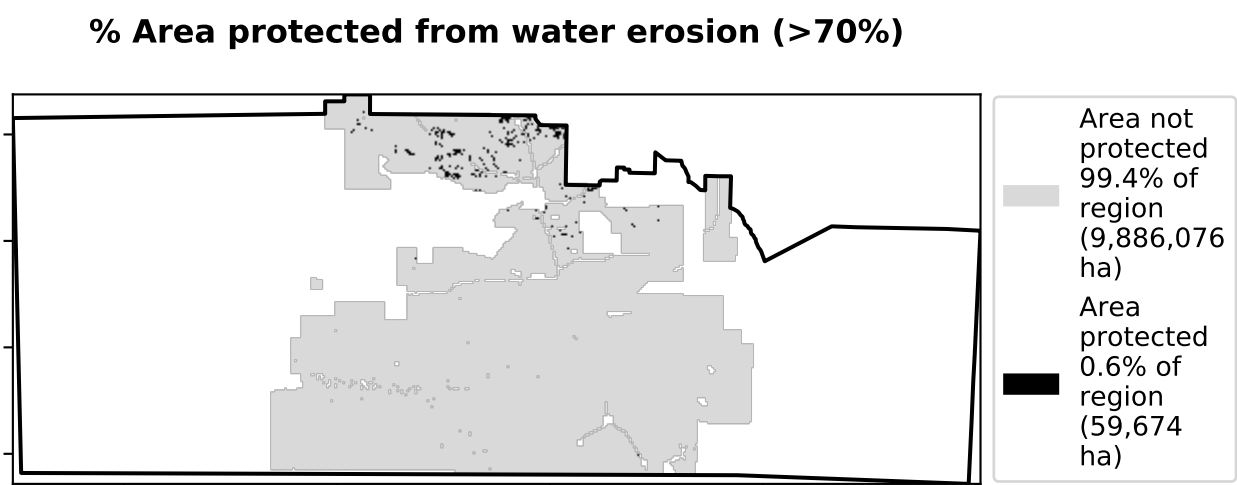 % Area protected from water erosion (>70%)
Area not
protected
99.4% of
region
(9,886,076
ha)
Area
protected
0.6% of
region
(59,674
ha)